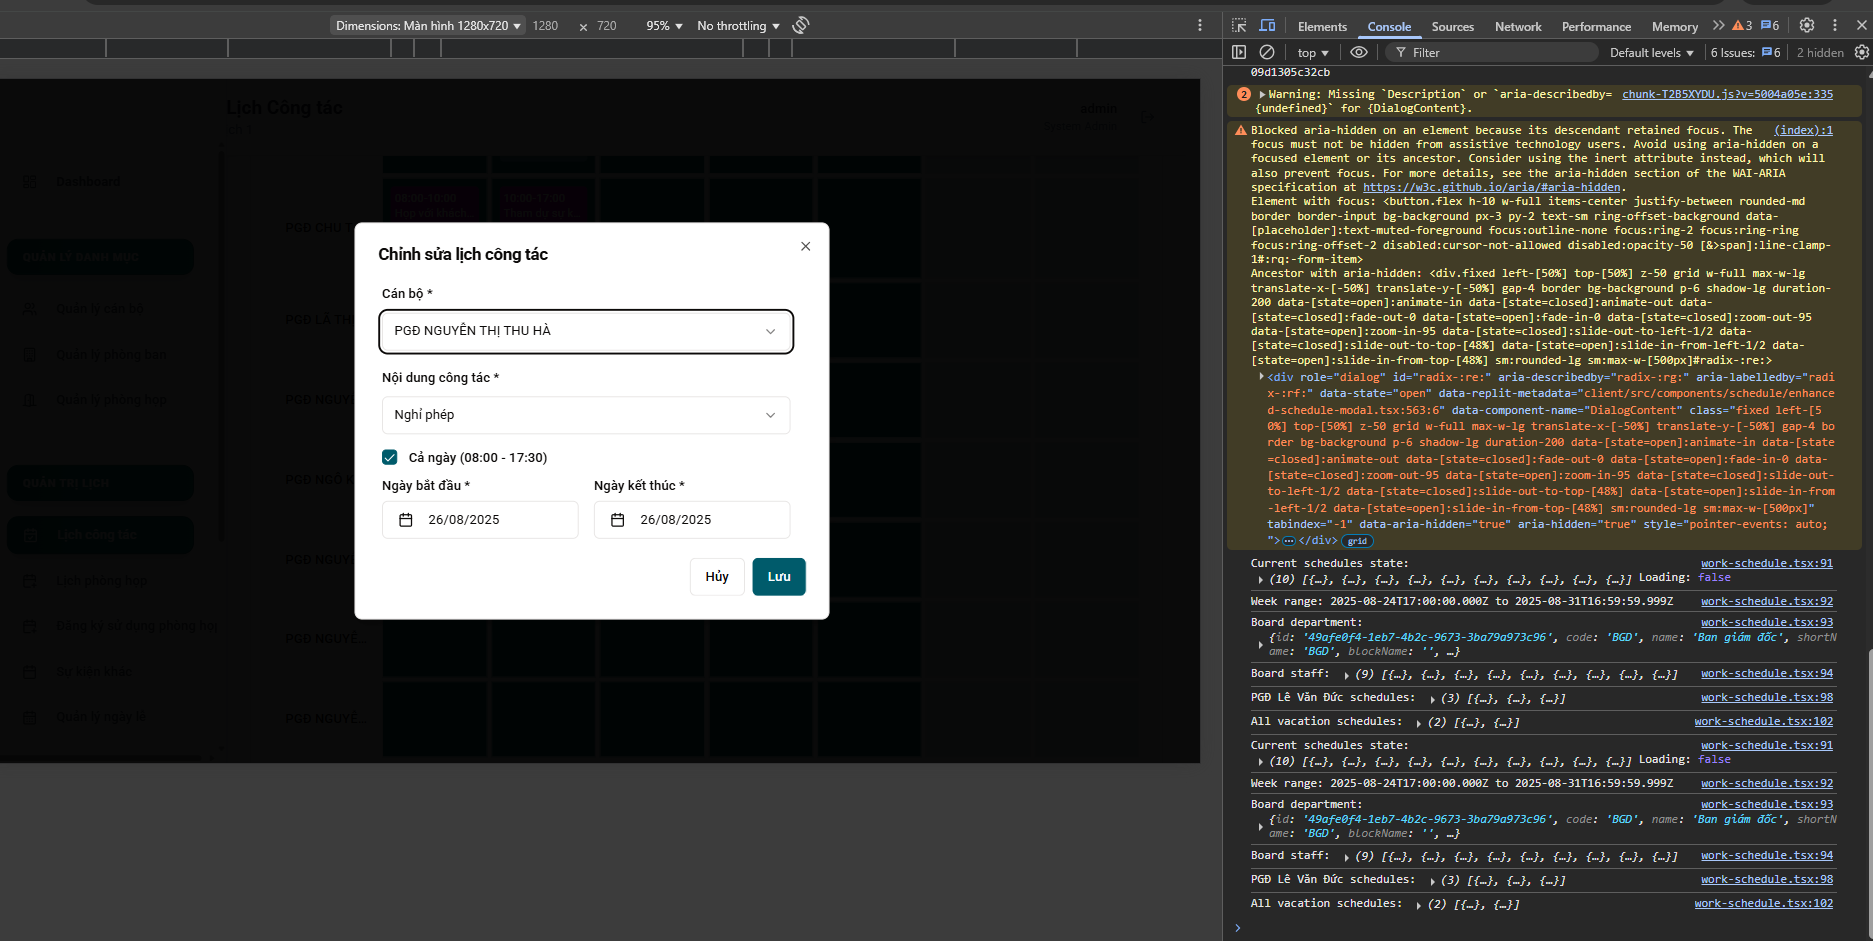 Dimensions: Màn hình 1280x720 ▼ 1280 × 720 95% ▼ No throttling ▼
Lịch Công tác
admin
Dashboard
QUẢN LÝ DANH MỤC
Quản lý cán bộ
Quản lý phòng ban
Quản lý phòng họp
QUẢN TRỊ LỊCH
Lịch công tác
Lịch phòng họp
Đăng ký sử dụng phòng họp
Sự kiện khác
Quản lý ngày lễ
08:00-10:00
Họp với khách...
10:00-17:00
PGĐ NGUYỄ...
PGĐ NGUYỄ...
Chỉnh sửa lịch công tác
Cán bộ *
PGĐ NGUYỄN THỊ THU HÀ
Nội dung công tác *
Nghỉ phép
Cả ngày (08:00 - 17:30)
Ngày bắt đầu * Ngày kết thúc *
26/08/2025 26/08/2025
Hủy Lưu
Elements Console Sources Network Performance Memory 3 6
top ▼ Filter Default levels ▼ 6 Issues: 6 2 hidden
09d1305c32cb
2 Warning: Missing `Description` or `aria-describedby= chunk-T2B5XYDU.js?v=5004a05e:335
{undefined}` for {DialogContent}.
Blocked aria-hidden on an element because its descendant retained focus. The (index):1
focus must not be hidden from assistive technology users. Avoid using aria-hidden on a
focused element or its ancestor. Consider using the inert attribute instead, which will
also prevent focus. For more details, see the aria-hidden section of the WAI-ARIA
specification at https://w3c.github.io/aria/#aria-hidden.
Element with focus: <button.flex h-10 w-full items-center justify-between rounded-md
border border-input bg-background px-3 py-2 text-sm ring-offset-background data-
[placeholder]:text-muted-foreground focus:outline-none focus:ring-2 focus:ring-ring
focus:ring-offset-2 disabled:cursor-not-allowed disabled:opacity-50 [&>span]:line-clamp-
1#:rq:-form-item>
Ancestor with aria-hidden: <div.fixed left-[50%] top-[50%] z-50 grid w-full max-w-lg
translate-x-[-50%] translate-y-[-50%] gap-4 border bg-background p-6 shadow-lg duration-
200 data-[state=open]:animate-in data-[state=closed]:animate-out data-
[state=closed]:fade-out-0 data-[state=open]:fade-in-0 data-[state=closed]:zoom-out-95
data-[state=open]:zoom-in-95 data-[state=closed]:slide-out-to-left-1/2 data-
[state=closed]:slide-out-to-top-[48%] data-[state=open]:slide-in-from-left-1/2 data-
[state=open]:slide-in-from-top-[48%] sm:rounded-lg sm:max-w-[500px]#radix-:re:>
<div role="dialog" id="radix-:re:" aria-describedby="radix-:rg:" aria-labelledby="radi
x-:rf:" data-state="open" data-replit-metadata="client/src/components/schedule/enhance
d-schedule-modal.tsx:563:6" data-component-name="DialogContent" class="fixed left-[5
0%] top-[50%] z-50 grid w-full max-w-lg translate-x-[-50%] translate-y-[-50%] gap-4 bo
rder bg-background p-6 shadow-lg duration-200 data-[state=open]:animate-in data-[state
=closed]:animate-out data-[state=closed]:fade-out-0 data-[state=open]:fade-in-0 data-
[state=closed]:zoom-out-95 data-[state=open]:zoom-in-95 data-[state=closed]:slide-out-
to-left-1/2 data-[state=closed]:slide-out-to-top-[48%] data-[state=open]:slide-in-from
-left-1/2 data-[state=open]:slide-in-from-top-[48%] sm:rounded-lg sm:max-w-[500px]"
tabindex="-1" data-aria-hidden="true" aria-hidden="true" style="pointer-events: auto;
">…</div> grid
Current schedules state: work-schedule.tsx:91
(10) [{…}, {…}, {…}, {…}, {…}, {…}, {…}, {…}, {…}, {…}] Loading: false
Week range: 2025-08-24T17:00:00.000Z to 2025-08-31T16:59:59.999Z work-schedule.tsx:92
Board department: work-schedule.tsx:93
{id: '49afe0f4-1eb7-4b2c-9673-3ba79a973c96', code: 'BGD', name: 'Ban giám đốc', shortN
ame: 'BGD', blockName: '', …}
Board staff: (9) [{…}, {…}, {…}, {…}, {…}, {…}, {…}, {…}, {…}] work-schedule.tsx:94
PGĐ Lê Văn Đức schedules: (3) [{…}, {…}, {…}] work-schedule.tsx:98
All vacation schedules: (2) [{…}, {…}] work-schedule.tsx:102
Current schedules state: work-schedule.tsx:91
(10) [{…}, {…}, {…}, {…}, {…}, {…}, {…}, {…}, {…}, {…}] Loading: false
Week range: 2025-08-24T17:00:00.000Z to 2025-08-31T16:59:59.999Z work-schedule.tsx:92
Board department: work-schedule.tsx:93
{id: '49afe0f4-1eb7-4b2c-9673-3ba79a973c96', code: 'BGD', name: 'Ban giám đốc', shortN
ame: 'BGD', blockName: '', …}
Board staff: (9) [{…}, {…}, {…}, {…}, {…}, {…}, {…}, {…}, {…}] work-schedule.tsx:94
PGĐ Lê Văn Đức schedules: (3) [{…}, {…}, {…}] work-schedule.tsx:98
All vacation schedules: (2) [{…}, {…}] work-schedule.tsx:102